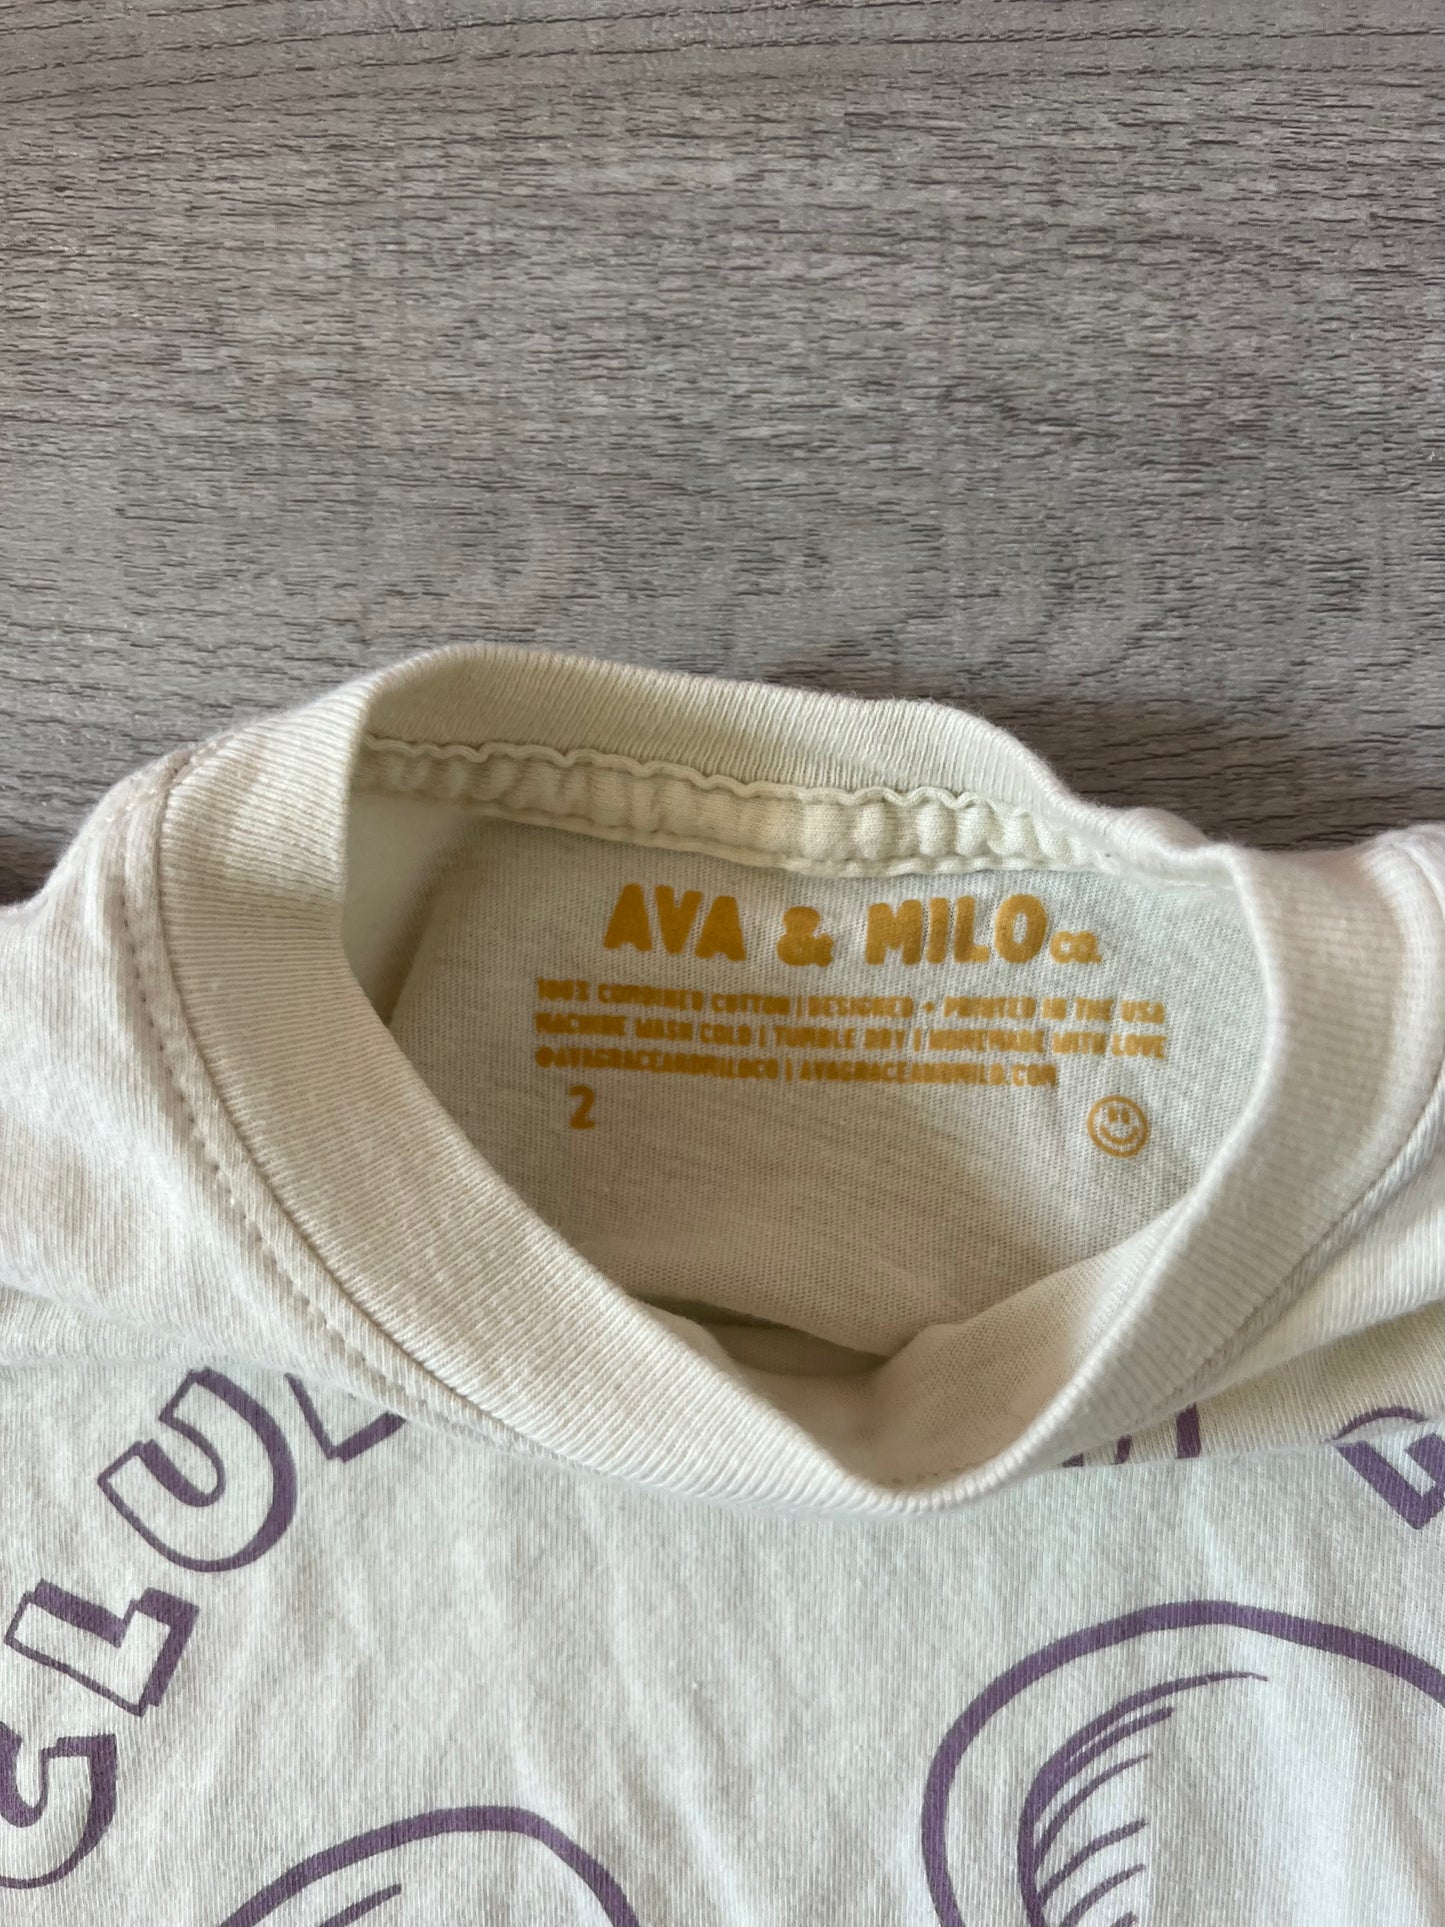 AVA & MILO CO.
100% COMBINED COTTON | DESIGNED + PRINTED IN THE USA
MACHINE WASH COLD | TUMBLE DRY | HOMEMADE WITH LOVE
@AVAGRACEANDMILOCO | AVAGRACEANDMILO.COM
2
CLU